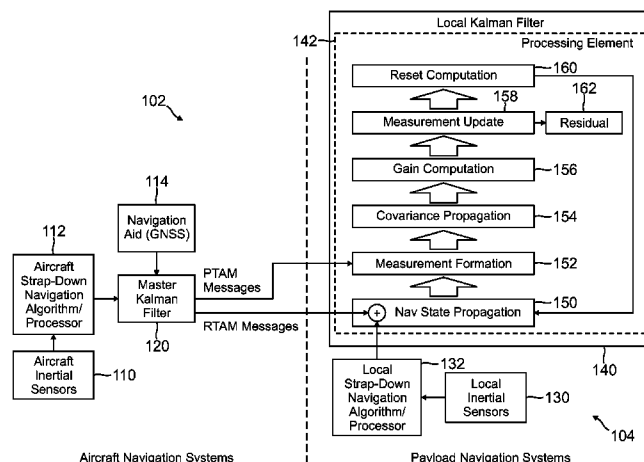 Local Kalman Filter
142
Processing Element
Reset Computation
160
162
158
Measurement Update
Residual
102
Gain Computation
156
114
Navigation
Aid (GNSS)
Covariance Propagation
154
112
Aircraft
Strap-Down
Navigation
Algorithm/
Processor
Master
Kalman
Filter
120
PTAM
Messages
Measurement Formation
152
RTAM Messages
+
Nav State Propagation
150
Aircraft
Inertial
Sensors
110
132
Local
Strap-Down
Navigation
Algorithm/
Processor
Local
Inertial
Sensors
130
140
104
Aircraft Navigation Systems
Payload Navigation Systems